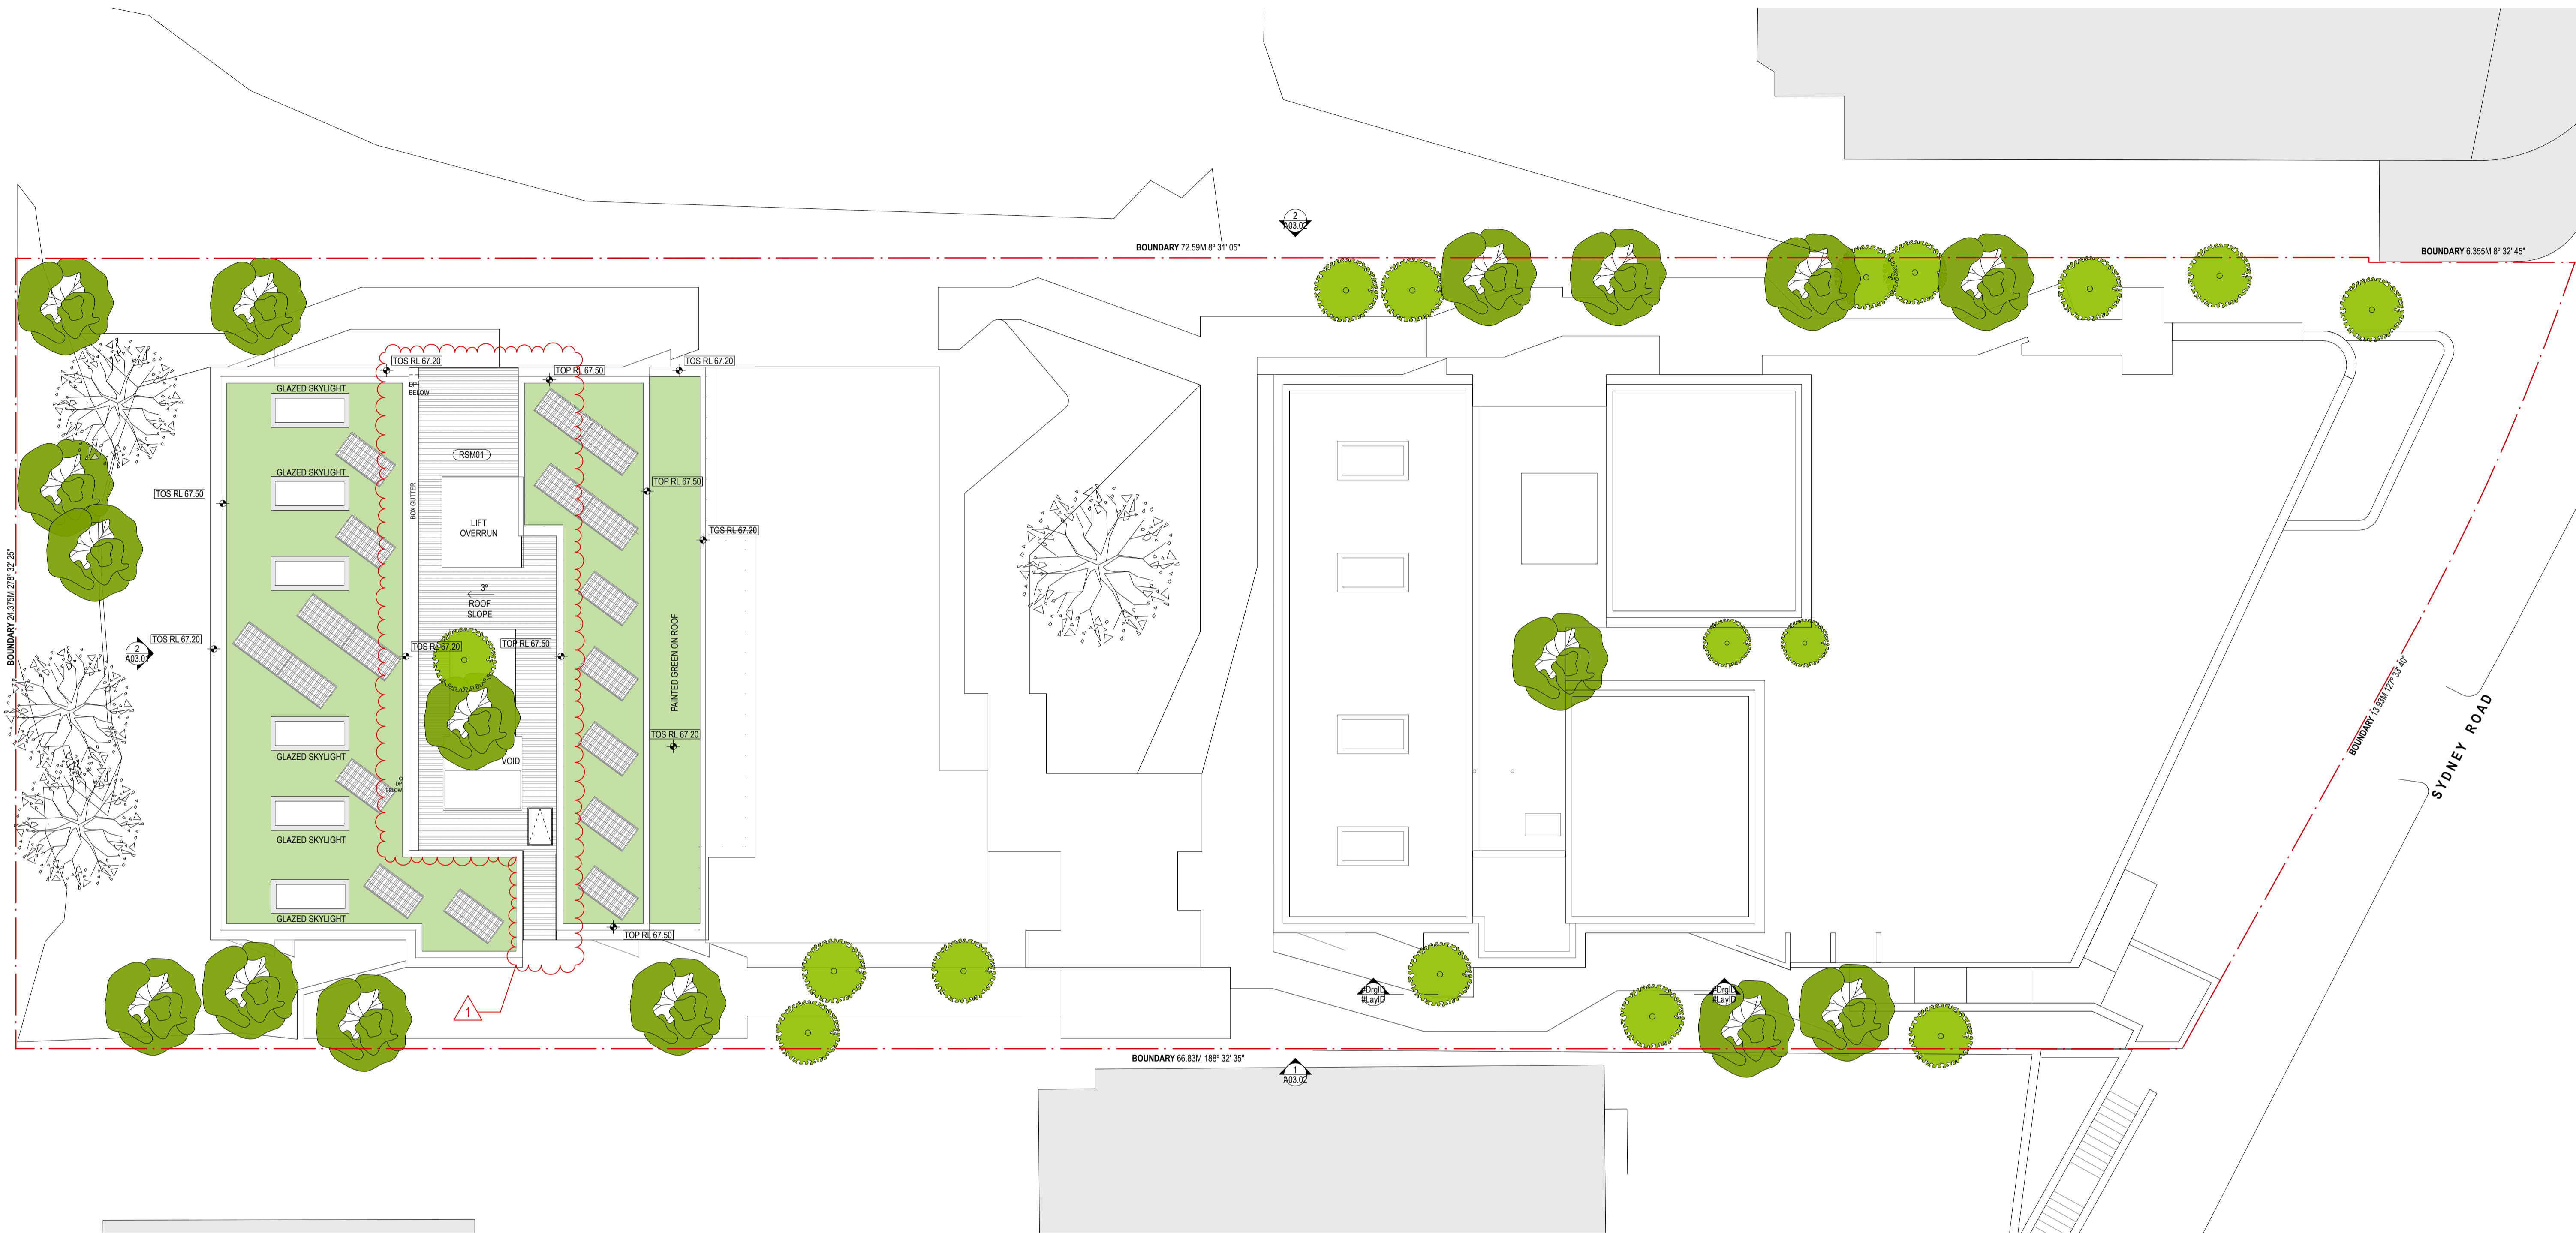 2
A03.02
BOUNDARY 72.59M 8° 31' 05"
BOUNDARY 6.355M 8° 32' 45"
TOS RL 67.20
TOP RL 67.50
TOS RL 67.20
GLAZED SKYLIGHT
DP
BELOW
RSM01
GLAZED SKYLIGHT
TOP RL 67.50
TOS RL 67.50
BOX GUTTER
LIFT
OVERRUN
TOS RL 67.20
BOUNDARY 24.375M 278° 32' 25"
3°
ROOF
SLOPE
TOS RL 67.20
2
A03.01
TOS RL 67.20
TOP RL 67.50
PAINTED GREEN ON ROOF
TOS RL 67.20
GLAZED SKYLIGHT
VOID
DP
BELOW
GLAZED SKYLIGHT
GLAZED SKYLIGHT
TOP RL 67.50
1
BOUNDARY 13.93M 127° 33' 40"
SYDNEY ROAD
#DrgID
#LayID
#DrgID
#LayID
BOUNDARY 66.83M 188° 32' 35"
1
A03.02